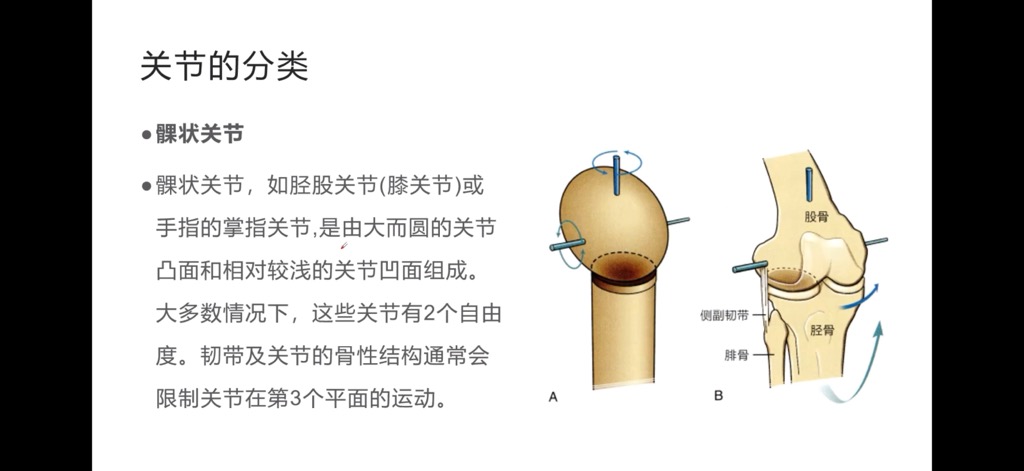 关节的分类
●髁状关节
●髁状关节，如胫股关节(膝关节)或
手指的掌指关节,是由大而圆的关节
凸面和相对较浅的关节凹面组成。
大多数情况下，这些关节有2个自由
度。韧带及关节的骨性结构通常会
限制关节在第3个平面的运动。
股骨
侧副韧带
胫骨
腓骨
A
B